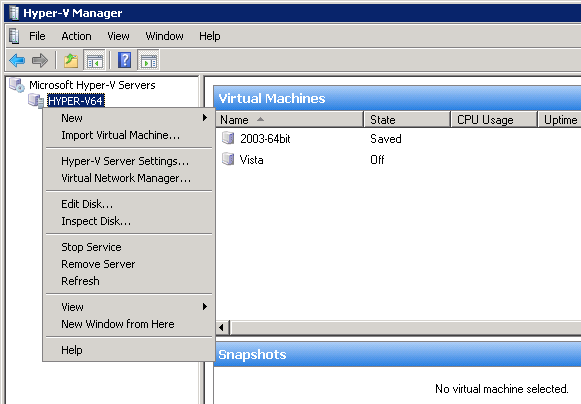 Hyper-V Manager
File Action View Window Help
Microsoft Hyper-V Servers
HYPER-V64
New
Import Virtual Machine...
Hyper-V Server Settings...
Virtual Network Manager...
Edit Disk...
Inspect Disk...
Stop Service
Remove Server
Refresh
View
New Window from Here
Help
Virtual Machines
Name State CPU Usage Uptime
2003-64bit Saved
Vista Off
Snapshots
No virtual machine selected.